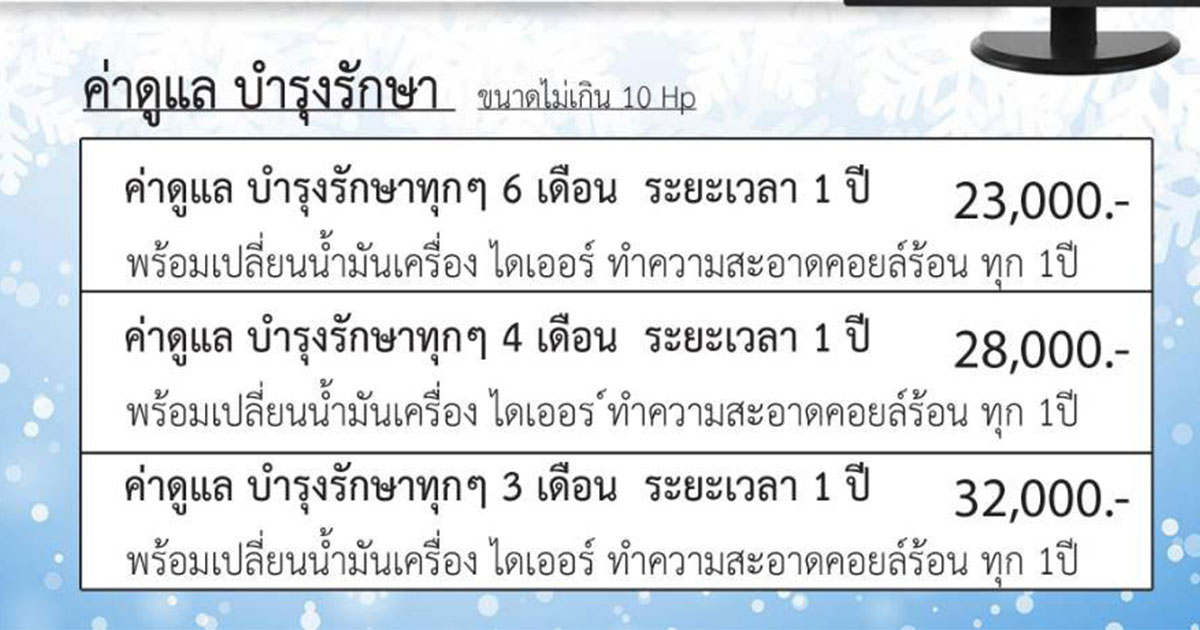 ค่าดูแล บำรุงรักษา ขนาดไม่เกิน 10 Hp
ค่าดูแล บำรุงรักษาทุกๆ 6 เดือน ระยะเวลา 1 ปี 23,000.-
พร้อมเปลี่ยนน้ำมันเครื่อง ไดเออร์ ทำความสะอาดคอยล์ร้อน ทุก 1ปี
ค่าดูแล บำรุงรักษาทุกๆ 4 เดือน ระยะเวลา 1 ปี 28,000.-
พร้อมเปลี่ยนน้ำมันเครื่อง ไดเออร์ ทำความสะอาดคอยล์ร้อน ทุก 1ปี
ค่าดูแล บำรุงรักษาทุกๆ 3 เดือน ระยะเวลา 1 ปี 32,000.-
พร้อมเปลี่ยนน้ำมันเครื่อง ไดเออร์ ทำความสะอาดคอยล์ร้อน ทุก 1ปี